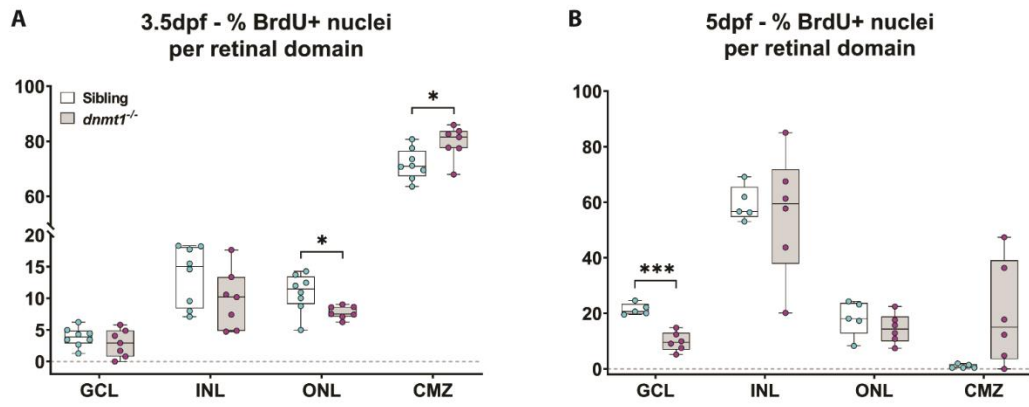 A
3.5dpf - % BrdU+ nuclei
per retinal domain
100
80
60
20
15
10
5
0
Sibling
dnmt1-/-
*
*
GCL
INL
ONL
CMZ
B
5dpf - % BrdU+ nuclei
per retinal domain
100
80
60
40
20
0
***
GCL
INL
ONL
CMZ